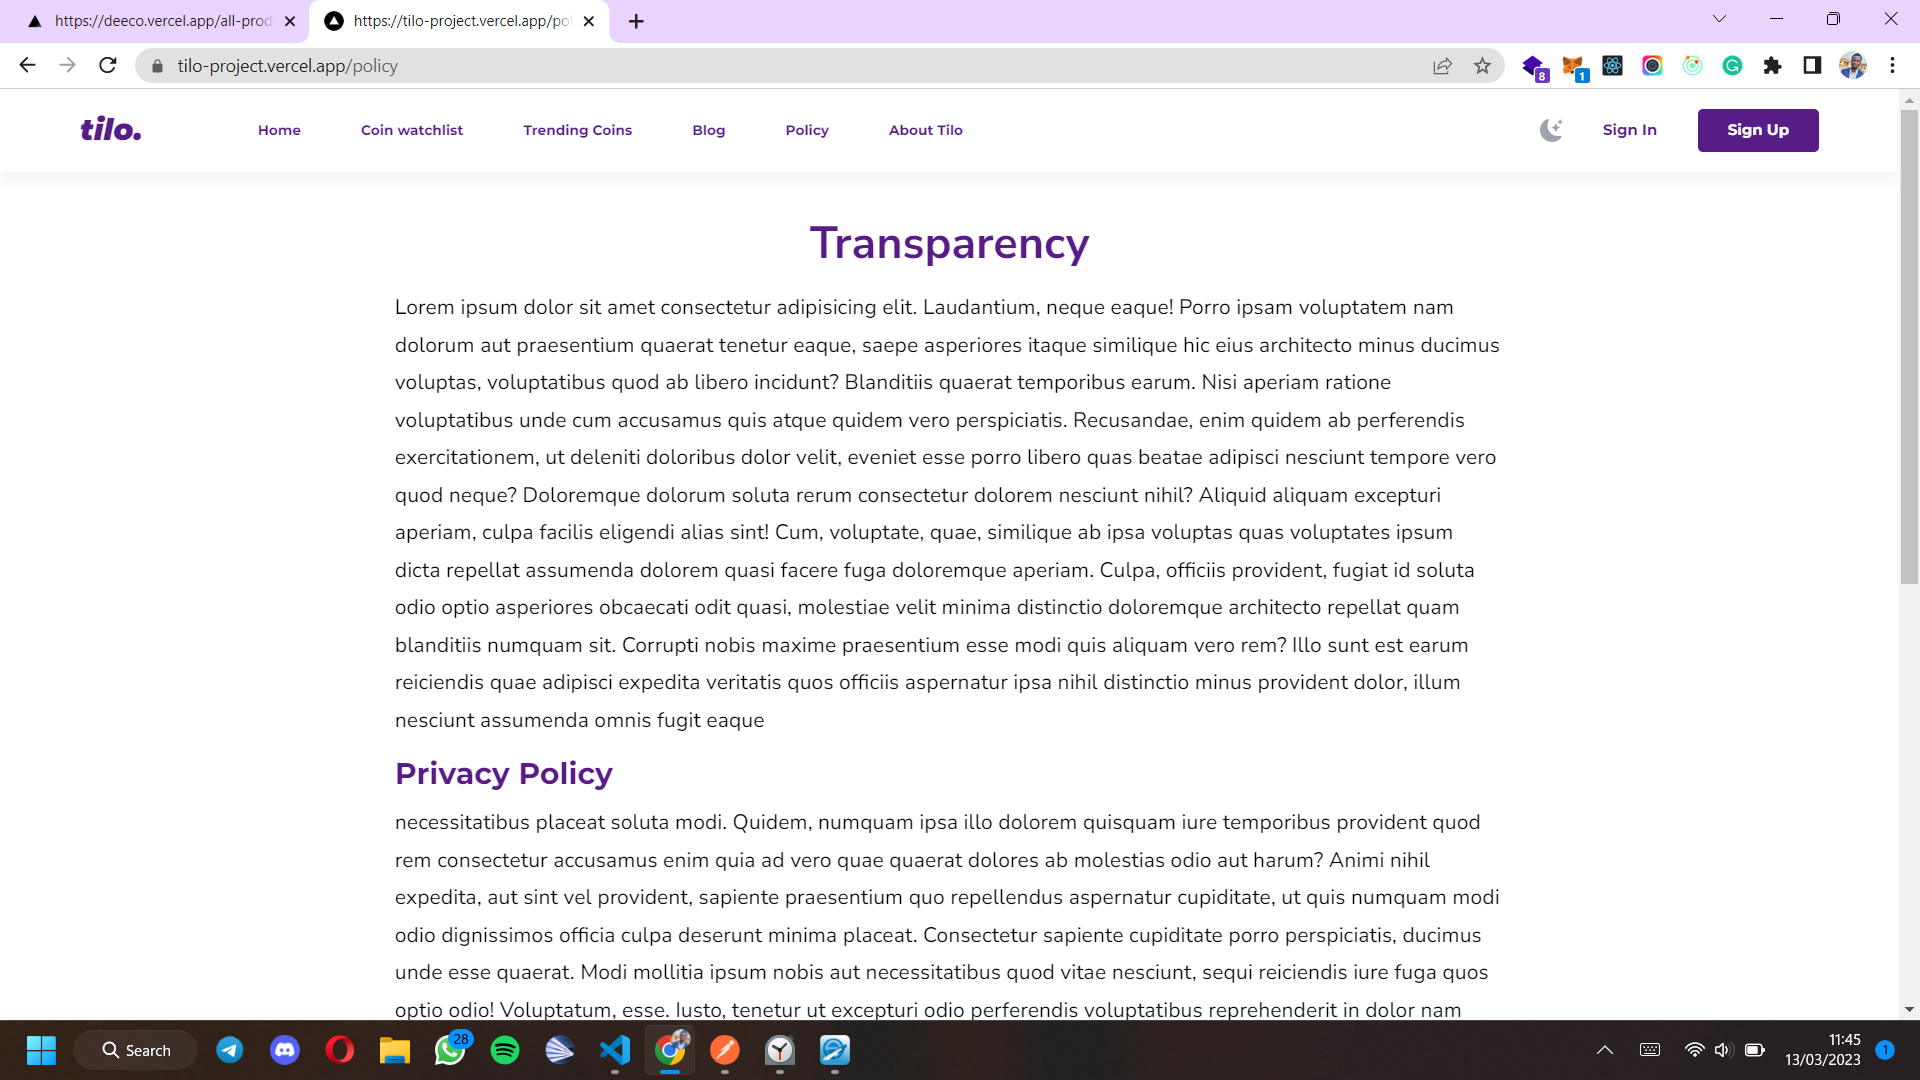 https://deeco.vercel.app/all-prod
https://tilo-project.vercel.app/po
tilo-project.vercel.app/policy
8
1
tilo.
Home
Coin watchlist
Trending Coins
Blog
Policy
About Tilo
Sign In
Sign Up
Transparency
Lorem ipsum dolor sit amet consectetur adipisicing elit. Laudantium, neque eaque! Porro ipsam voluptatem nam
dolorum aut praesentium quaerat tenetur eaque, saepe asperiores itaque similique hic eius architecto minus ducimus
voluptas, voluptatibus quod ab libero incidunt? Blanditiis quaerat temporibus earum. Nisi aperiam ratione
voluptatibus unde cum accusamus quis atque quidem vero perspiciatis. Recusandae, enim quidem ab perferendis
exercitationem, ut deleniti doloribus dolor velit, eveniet esse porro libero quas beatae adipisci nesciunt tempore vero
quod neque? Doloremque dolorum soluta rerum consectetur dolorem nesciunt nihil? Aliquid aliquam excepturi
aperiam, culpa facilis eligendi alias sint! Cum, voluptate, quae, similique ab ipsa voluptas quas voluptates ipsum
dicta repellat assumenda dolorem quasi facere fuga doloremque aperiam. Culpa, officiis provident, fugiat id soluta
odio optio asperiores obcaecati odit quasi, molestiae velit minima distinctio doloremque architecto repellat quam
blanditiis numquam sit. Corrupti nobis maxime praesentium esse modi quis aliquam vero rem? Illo sunt est earum
reiciendis quae adipisci expedita veritatis quos officiis aspernatur ipsa nihil distinctio minus provident dolor, illum
nesciunt assumenda omnis fugit eaque
Privacy Policy
necessitatibus placeat soluta modi. Quidem, numquam ipsa illo dolorem quisquam iure temporibus provident quod
rem consectetur accusamus enim quia ad vero quae quaerat dolores ab molestias odio aut harum? Animi nihil
expedita, aut sint vel provident, sapiente praesentium quo repellendus aspernatur cupiditate, ut quis numquam modi
odio dignissimos officia culpa deserunt minima placeat. Consectetur sapiente cupiditate porro perspiciatis, ducimus
unde esse quaerat. Modi mollitia ipsum nobis aut necessitatibus quod vitae nesciunt, sequi reiciendis iure fuga quos
optio odio! Voluptatum, esse. Iusto, tenetur ut excepturi odio perferendis voluptatibus reprehenderit in dolor nam
Search
28
11:45
13/03/2023
1